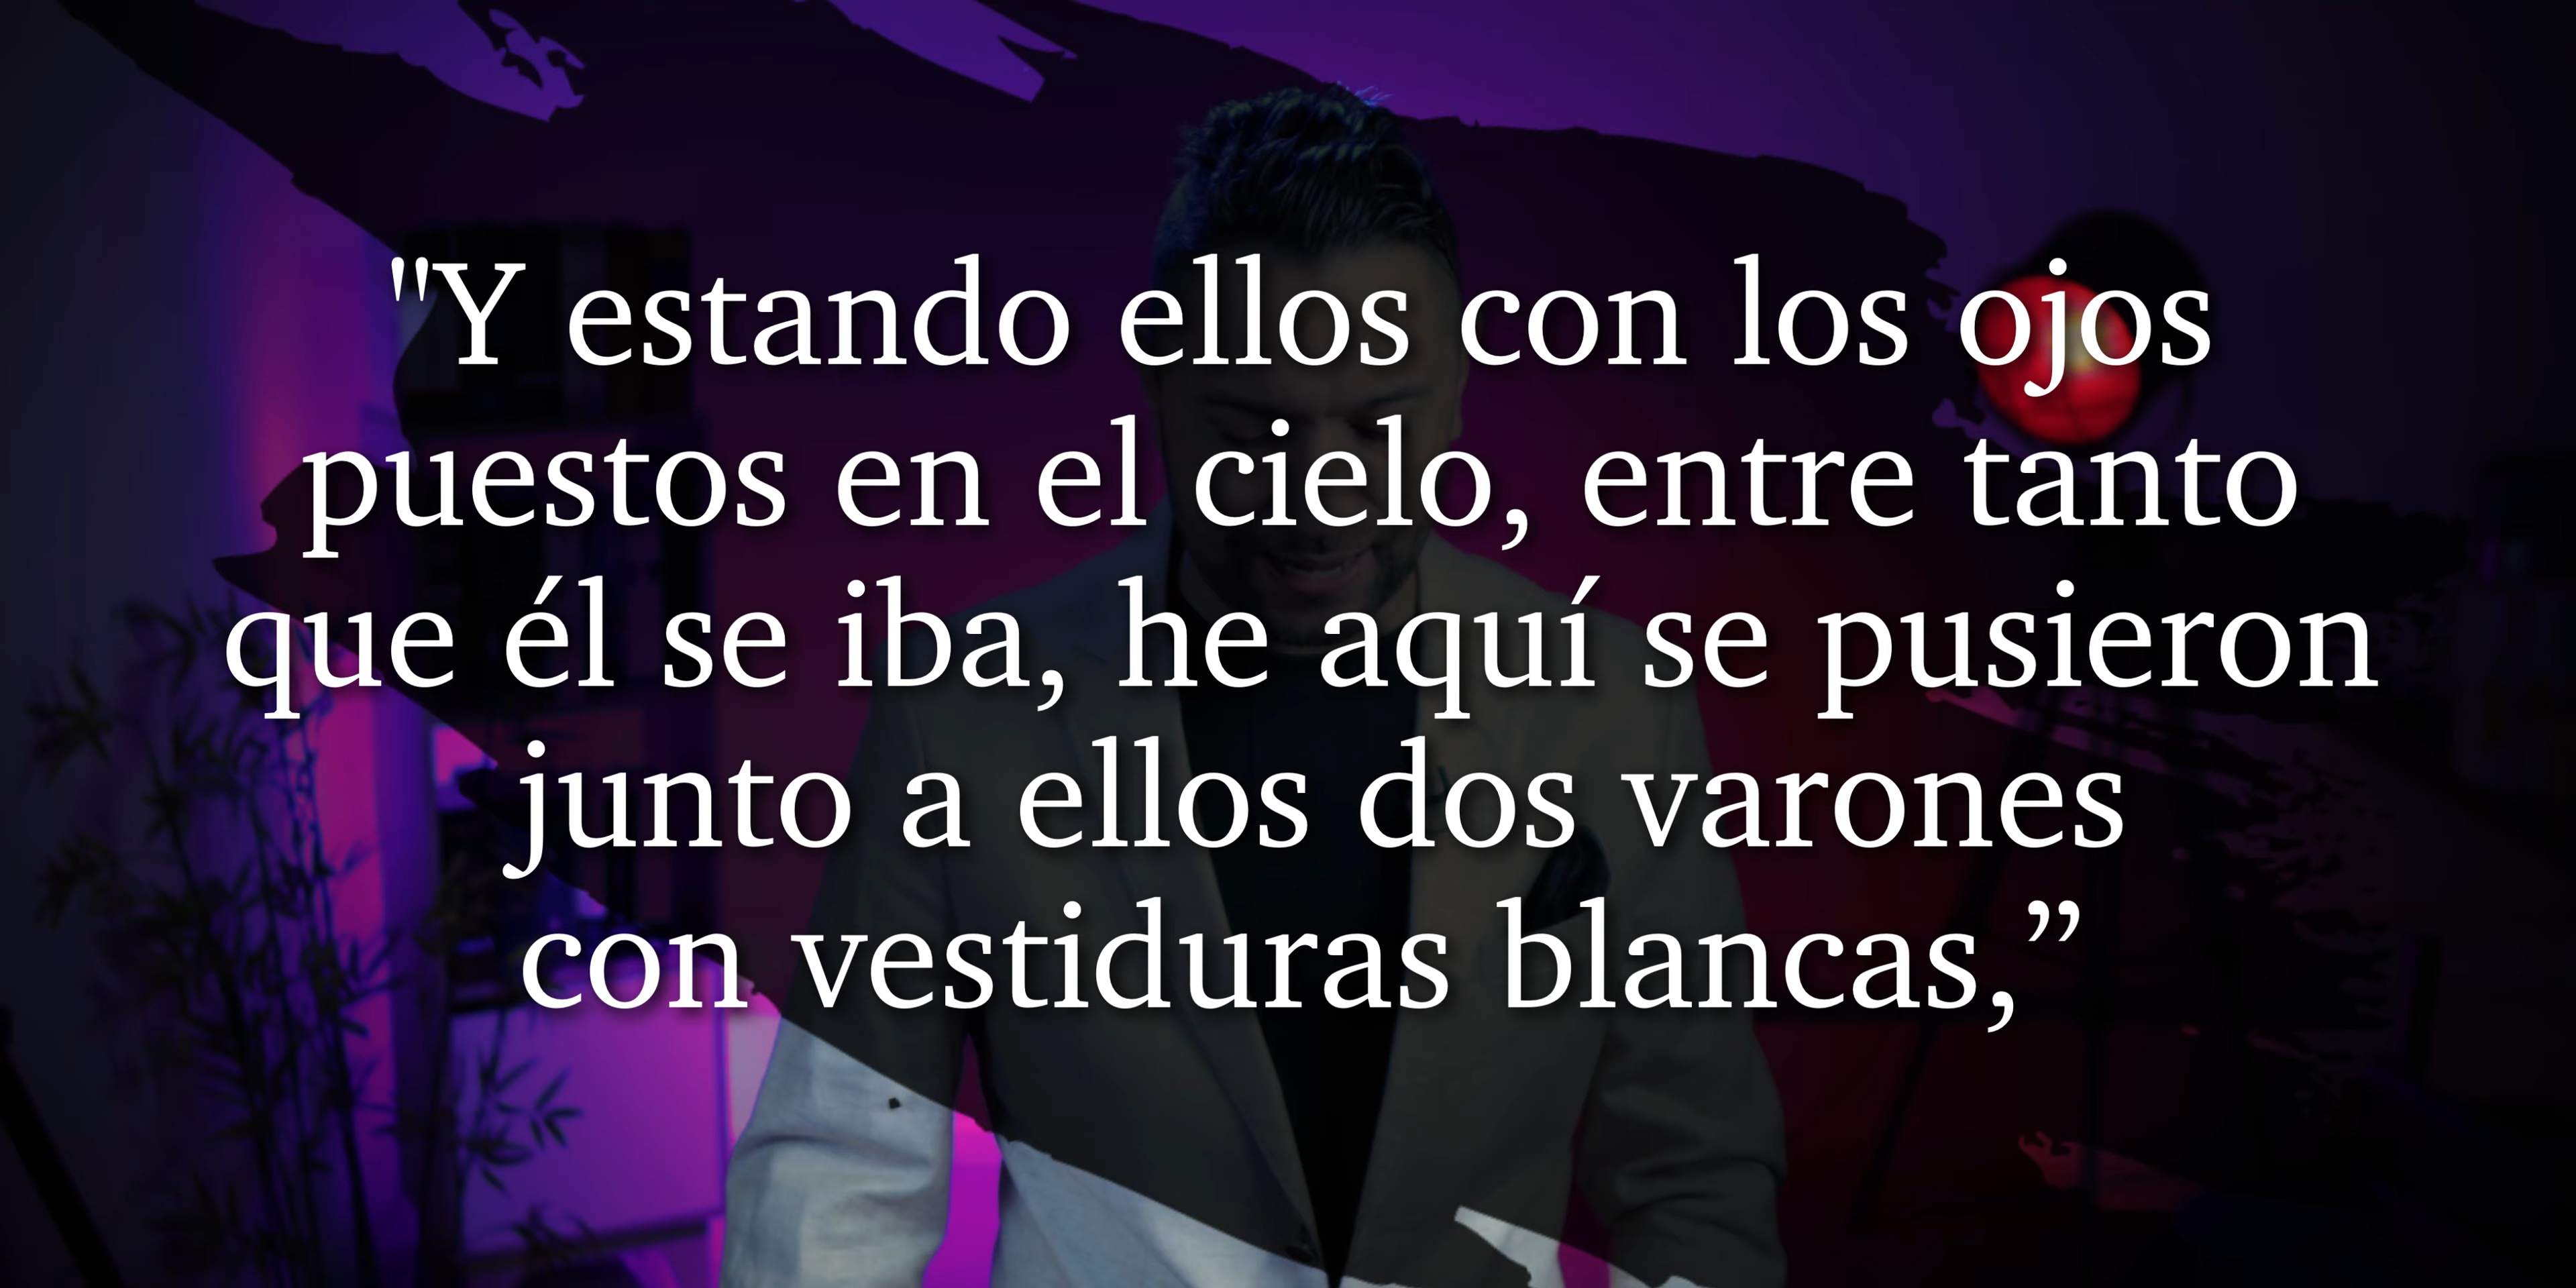 "Y estando ellos con los ojos
puestos en el cielo, entre tanto
que él se iba, he aquí se pusieron
junto a ellos dos varones
con vestiduras blancas,”